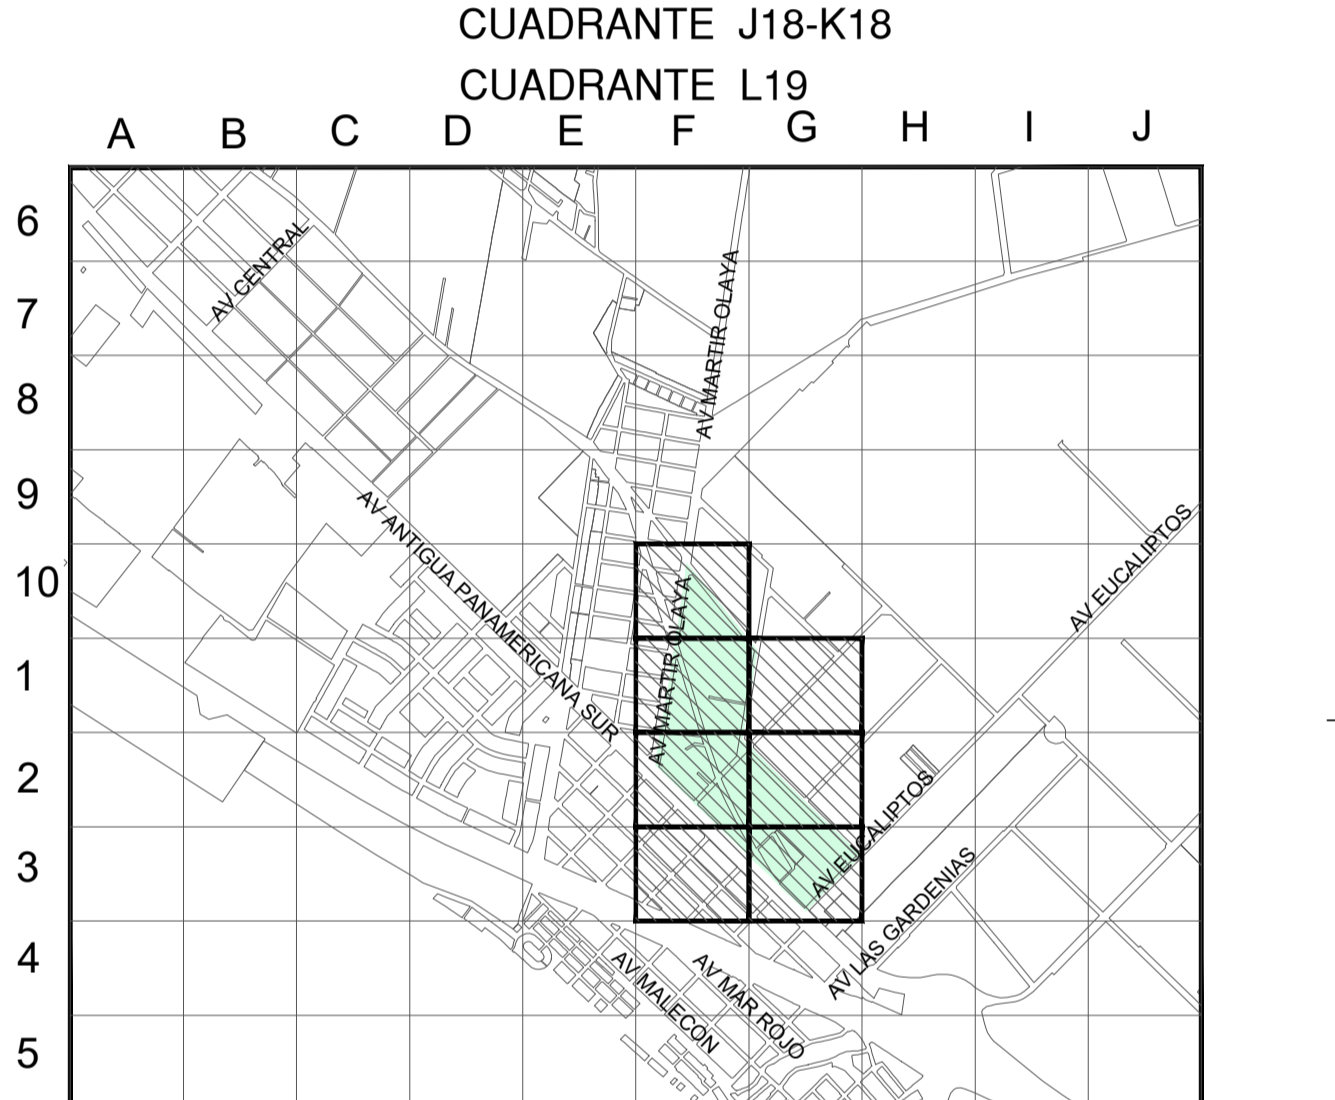 CUADRANTE J18-K18
CUADRANTE L19
A B C D E F G H I J
6
AV CENTRAL
7
AV MARTIR OLAYA
8
9
AV ANTIGUA PANAMERICANA SUR
AV EUCALIPTOS
10
AV MARTIR OLAYA
1
2
AV EUCALIPTOS
3
AV LAS GARDENIAS
4
AV MALECON
AV MAR ROJO
5